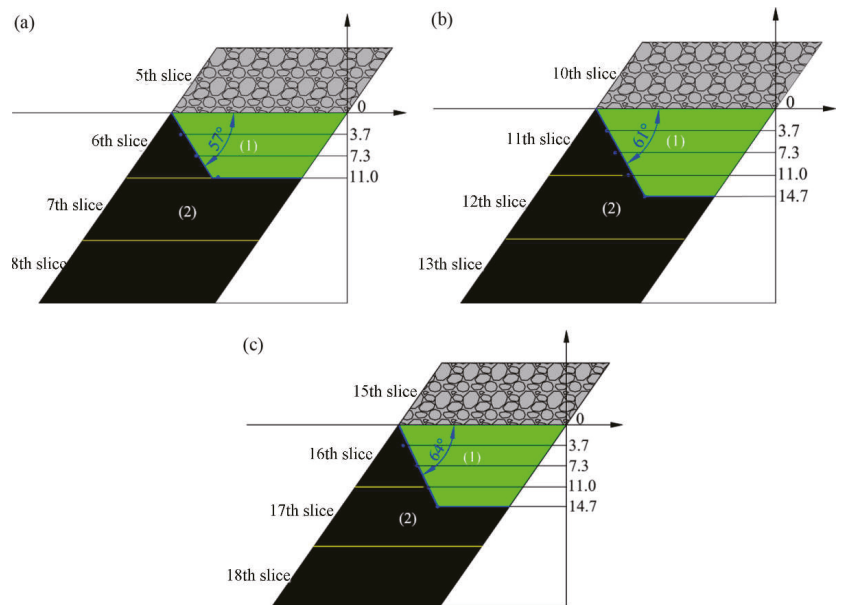 (a)
5th slice
0
6th slice
57°
(1)
3.7
7.3
11.0
7th slice
(2)
8th slice
(b)
10th slice
0
11th slice
61°
(1)
3.7
7.3
11.0
12th slice
(2)
14.7
13th slice
(c)
15th slice
0
16th slice
64°
(1)
3.7
7.3
11.0
17th slice
(2)
14.7
18th slice